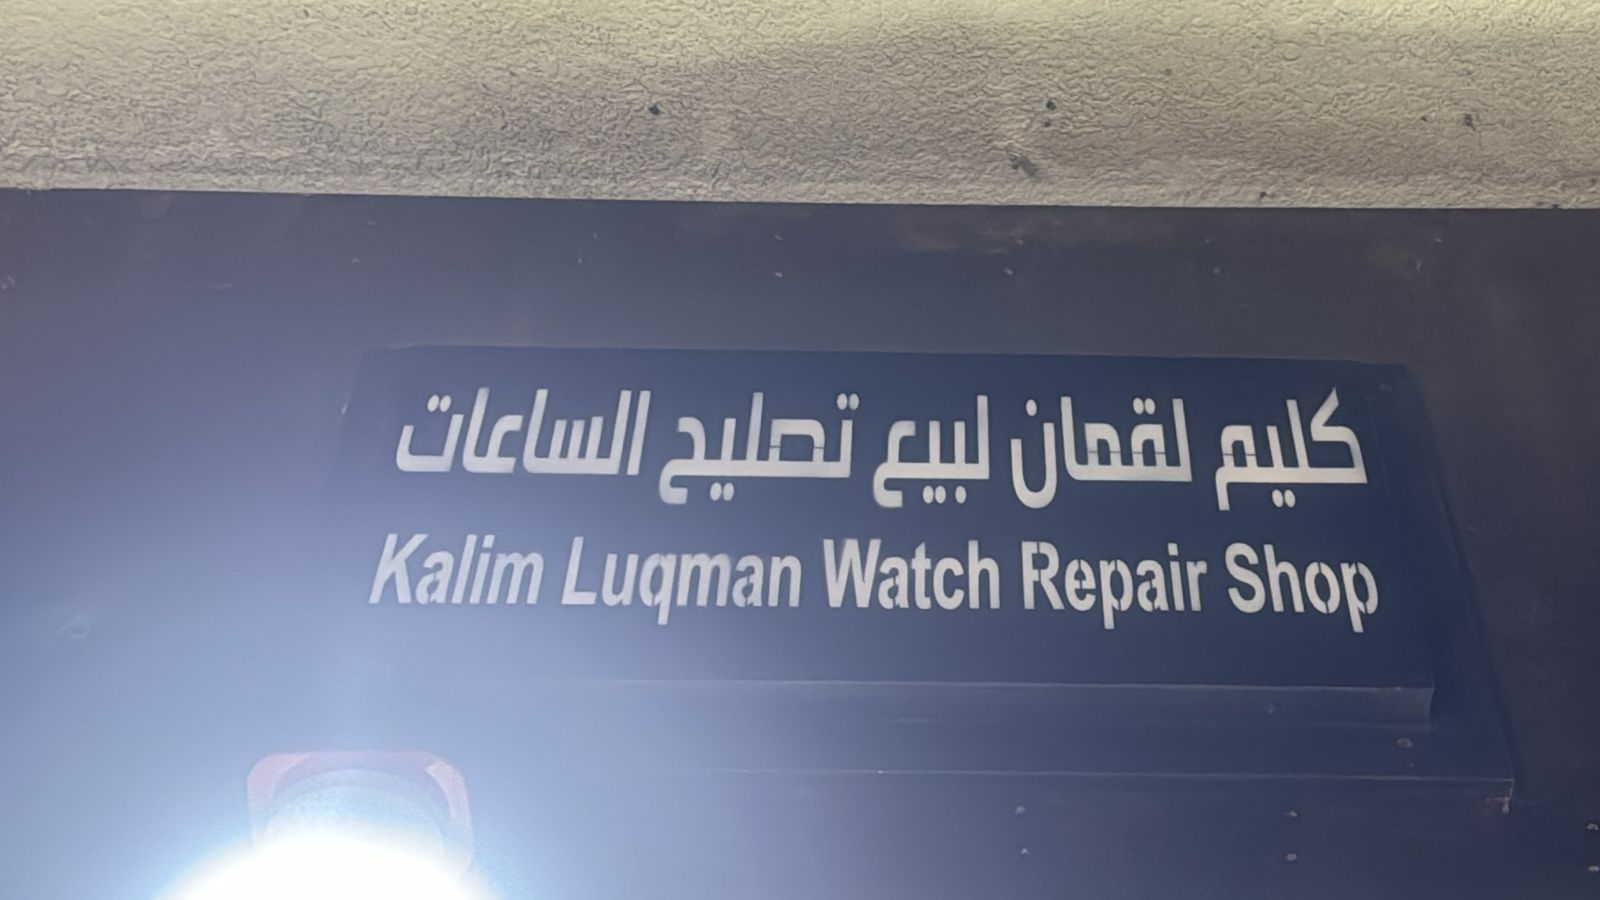 كليم لقمان لبيع تصليح الساعات
Kalim Luqman Watch Repair Shop